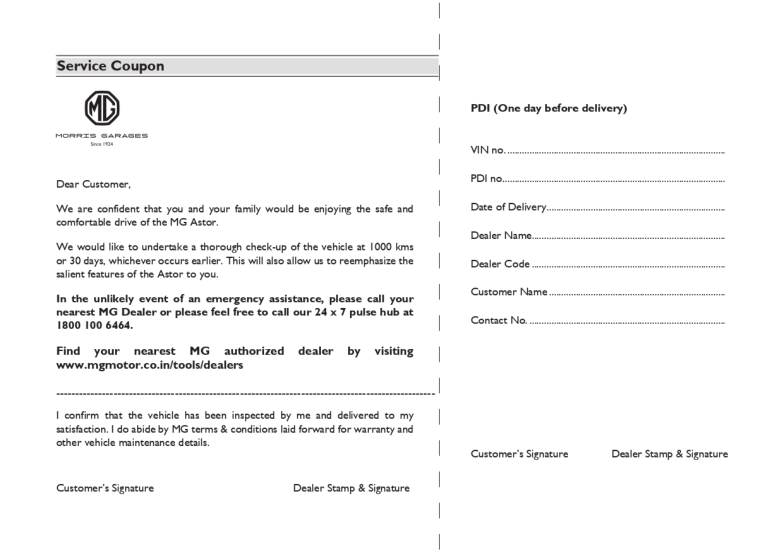 Service Coupon
MG
MORRIS GARAGES
Since 1924
Dear Customer,
We are confident that you and your family would be enjoying the safe and
comfortable drive of the MG Astor.
We would like to undertake a thorough check-up of the vehicle at 1000 kms
or 30 days, whichever occurs earlier. This will also allow us to reemphasize the
salient features of the Astor to you.
In the unlikely event of an emergency assistance, please call your
nearest MG Dealer or please feel free to call our 24 x 7 pulse hub at
1800 100 6464.
Find your nearest MG authorized dealer by visiting
www.mgmotor.co.in/tools/dealers
I confirm that the vehicle has been inspected by me and delivered to my
satisfaction. I do abide by MG terms & conditions laid forward for warranty and
other vehicle maintenance details.
Customer's Signature Dealer Stamp & Signature
PDI (One day before delivery)
VIN no.
PDI no.
Date of Delivery
Dealer Name
Dealer Code
Customer Name
Contact No.
Customer's Signature Dealer Stamp & Signature